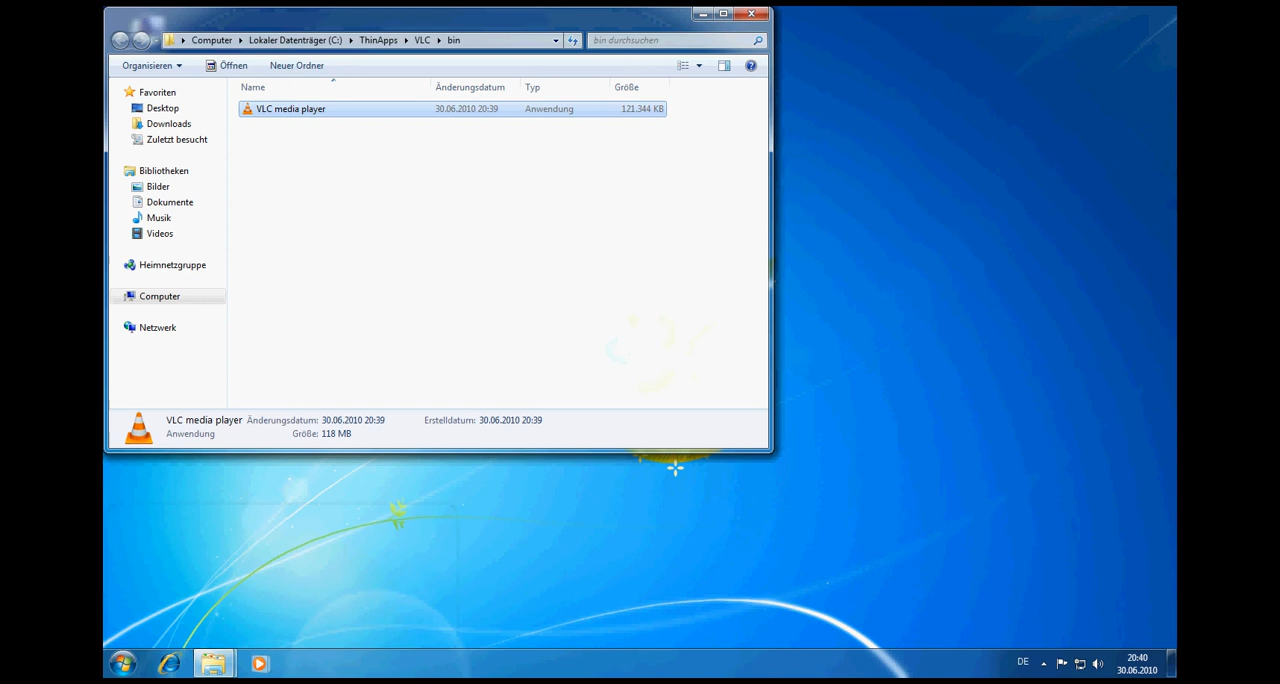 Computer Lokaler Datenträger (C:) ThinApps VLC bin bin durchsuchen
Organisieren Öffnen Neuer Ordner
Name Änderungsdatum Typ Größe
VLC media player 30.06.2010 20:39 Anwendung 121.344 KB
Favoriten
Desktop
Downloads
Zuletzt besucht
Bibliotheken
Bilder
Dokumente
Musik
Videos
Heimnetzgruppe
Computer
Netzwerk
VLC media player Änderungsdatum: 30.06.2010 20:39 Erstelldatum: 30.06.2010 20:39
Anwendung Größe: 118 MB
DE 20:40
30.06.2010